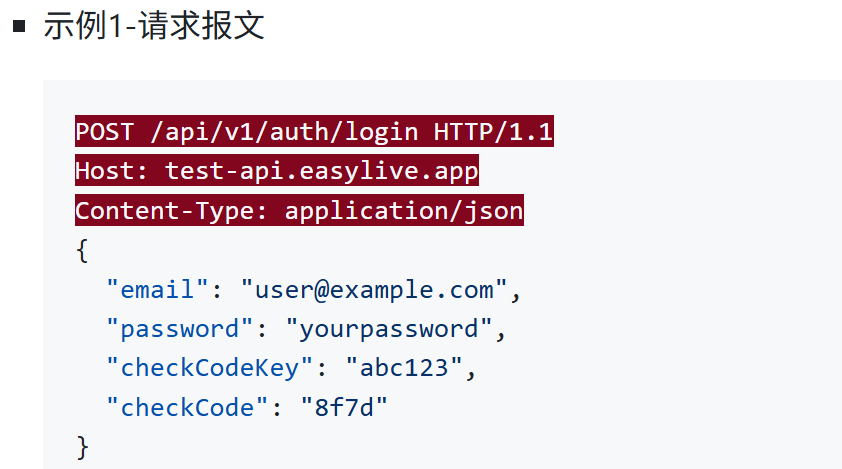 示例1-请求报文
POST /api/v1/auth/login HTTP/1.1
Host: test-api.easylive.app
Content-Type: application/json
{
  "email": "user@example.com",
  "password": "yourpassword",
  "checkCodeKey": "abc123",
  "checkCode": "8f7d"
}